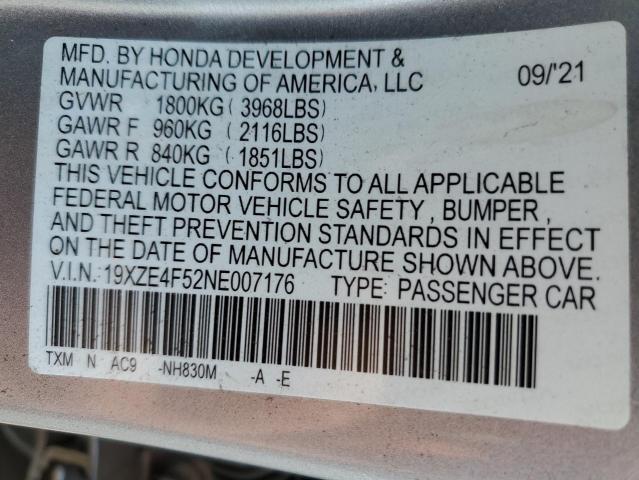 MFD. BY HONDA DEVELOPMENT &
MANUFACTURING OF AMERICA, LLC 09/'21
GVWR 1800KG ( 3968LBS)
GAWR F 960KG ( 2116LBS)
GAWR R 840KG ( 1851LBS)
THIS VEHICLE CONFORMS TO ALL APPLICABLE
FEDERAL MOTOR VEHICLE SAFETY , BUMPER ,
AND THEFT PREVENTION STANDARDS IN EFFECT
ON THE DATE OF MANUFACTURE SHOWN ABOVE.
V.I.N.:19XZE4F52NE007176 TYPE: PASSENGER CAR
TXM N AC9 -NH830M -A -E